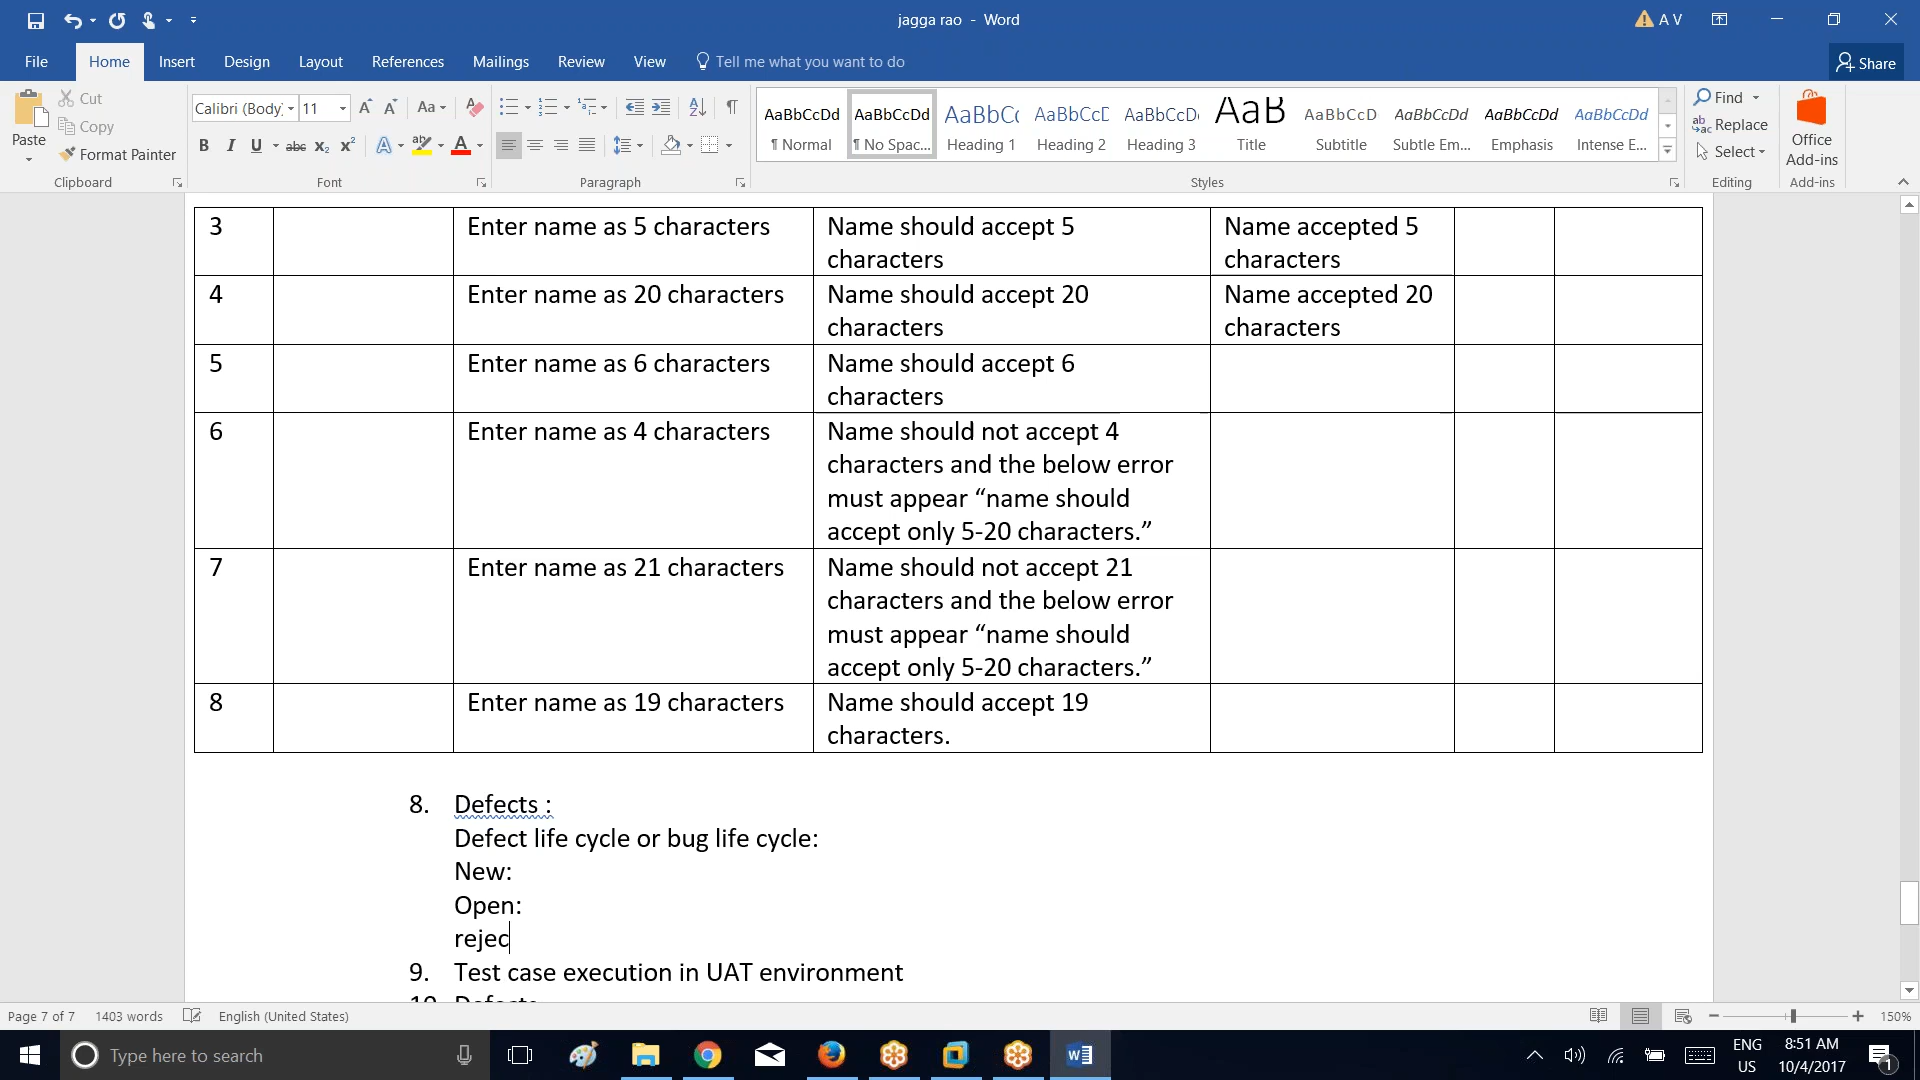 jagga rao - Word
A V
File Home Insert Design Layout References Mailings Review View Tell me what you want to do
Share
Paste
Cut
Copy
Format Painter
Clipboard
Calibri (Body) 11
Font
Paragraph
AaBbCcDd AaBbCcDd AaBbCc AaBbCcD AaBbCcDd AaB AaBbCcD AaBbCcDd AaBbCcDd AaBbCcDd
¶ Normal ¶ No Spac... Heading 1 Heading 2 Heading 3 Title Subtitle Subtle Em... Emphasis Intense E...
Styles
Find
Replace
Select
Editing
Office
Add-ins
Add-ins
3 Enter name as 5 characters Name should accept 5 Name accepted 5
characters characters
4 Enter name as 20 characters Name should accept 20 Name accepted 20
characters characters
5 Enter name as 6 characters Name should accept 6
characters
6 Enter name as 4 characters Name should not accept 4
characters and the below error
must appear “name should
accept only 5-20 characters.”
7 Enter name as 21 characters Name should not accept 21
characters and the below error
must appear “name should
accept only 5-20 characters.”
8 Enter name as 19 characters Name should accept 19
characters.
8. Defects :
Defect life cycle or bug life cycle:
New:
Open:
rejec
9. Test case execution in UAT environment
10. Defects
Page 7 of 7 1403 words English (United States) 150%
Type here to search
ENG
US
8:51 AM
10/4/2017
1